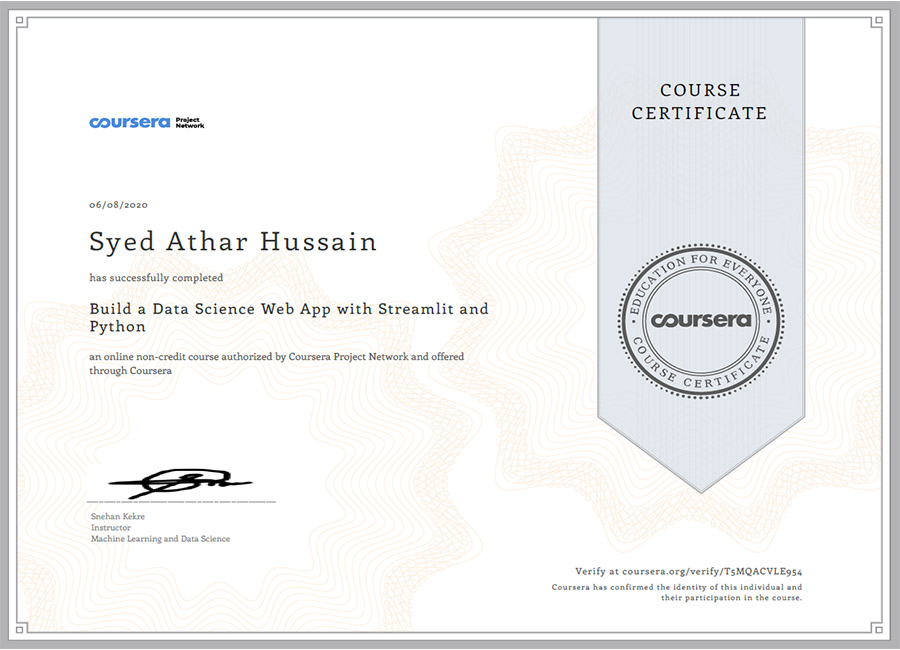 COURSE
CERTIFICATE
coursera Project
Network
06/08/2020
Syed Athar Hussain
has successfully completed
Build a Data Science Web App with Streamlit and
Python
an online non-credit course authorized by Coursera Project Network and offered
through Coursera
EDUCATION FOR EVERYONE
coursera
COURSE CERTIFICATE
Snehan Kekre
Instructor
Machine Learning and Data Science
Verify at coursera.org/verify/T5MQACVLE954
Coursera has confirmed the identity of this individual and
their participation in the course.